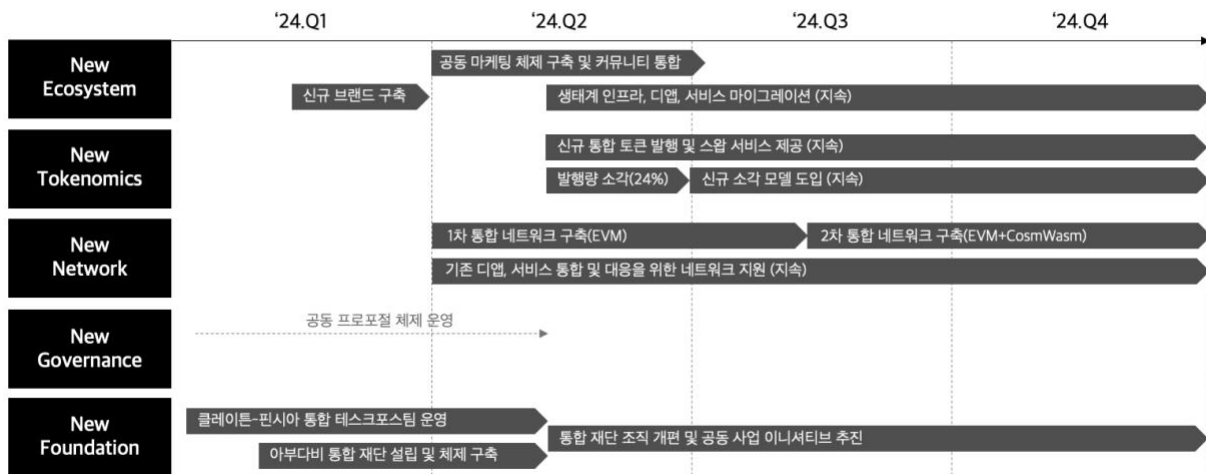 ‘24.Q1 ‘24.Q2 ‘24.Q3 ‘24.Q4
New
Ecosystem
공동 마케팅 체제 구축 및 커뮤니티 통합
신규 브랜드 구축
생태계 인프라, 디앱, 서비스 마이그레이션 (지속)
New
Tokenomics
신규 통합 토큰 발행 및 스왑 서비스 제공 (지속)
발행량 소각(24%)
신규 소각 모델 도입 (지속)
New
Network
1차 통합 네트워크 구축(EVM)
2차 통합 네트워크 구축(EVM+CosmWasm)
기존 디앱, 서비스 통합 및 대응을 위한 네트워크 지원 (지속)
New
Governance
공동 프로포절 체제 운영
New
Foundation
클레이튼-핀시아 통합 테스크포스팀 운영
아부다비 통합 재단 설립 및 체제 구축
통합 재단 조직 개편 및 공동 사업 이니셔티브 추진